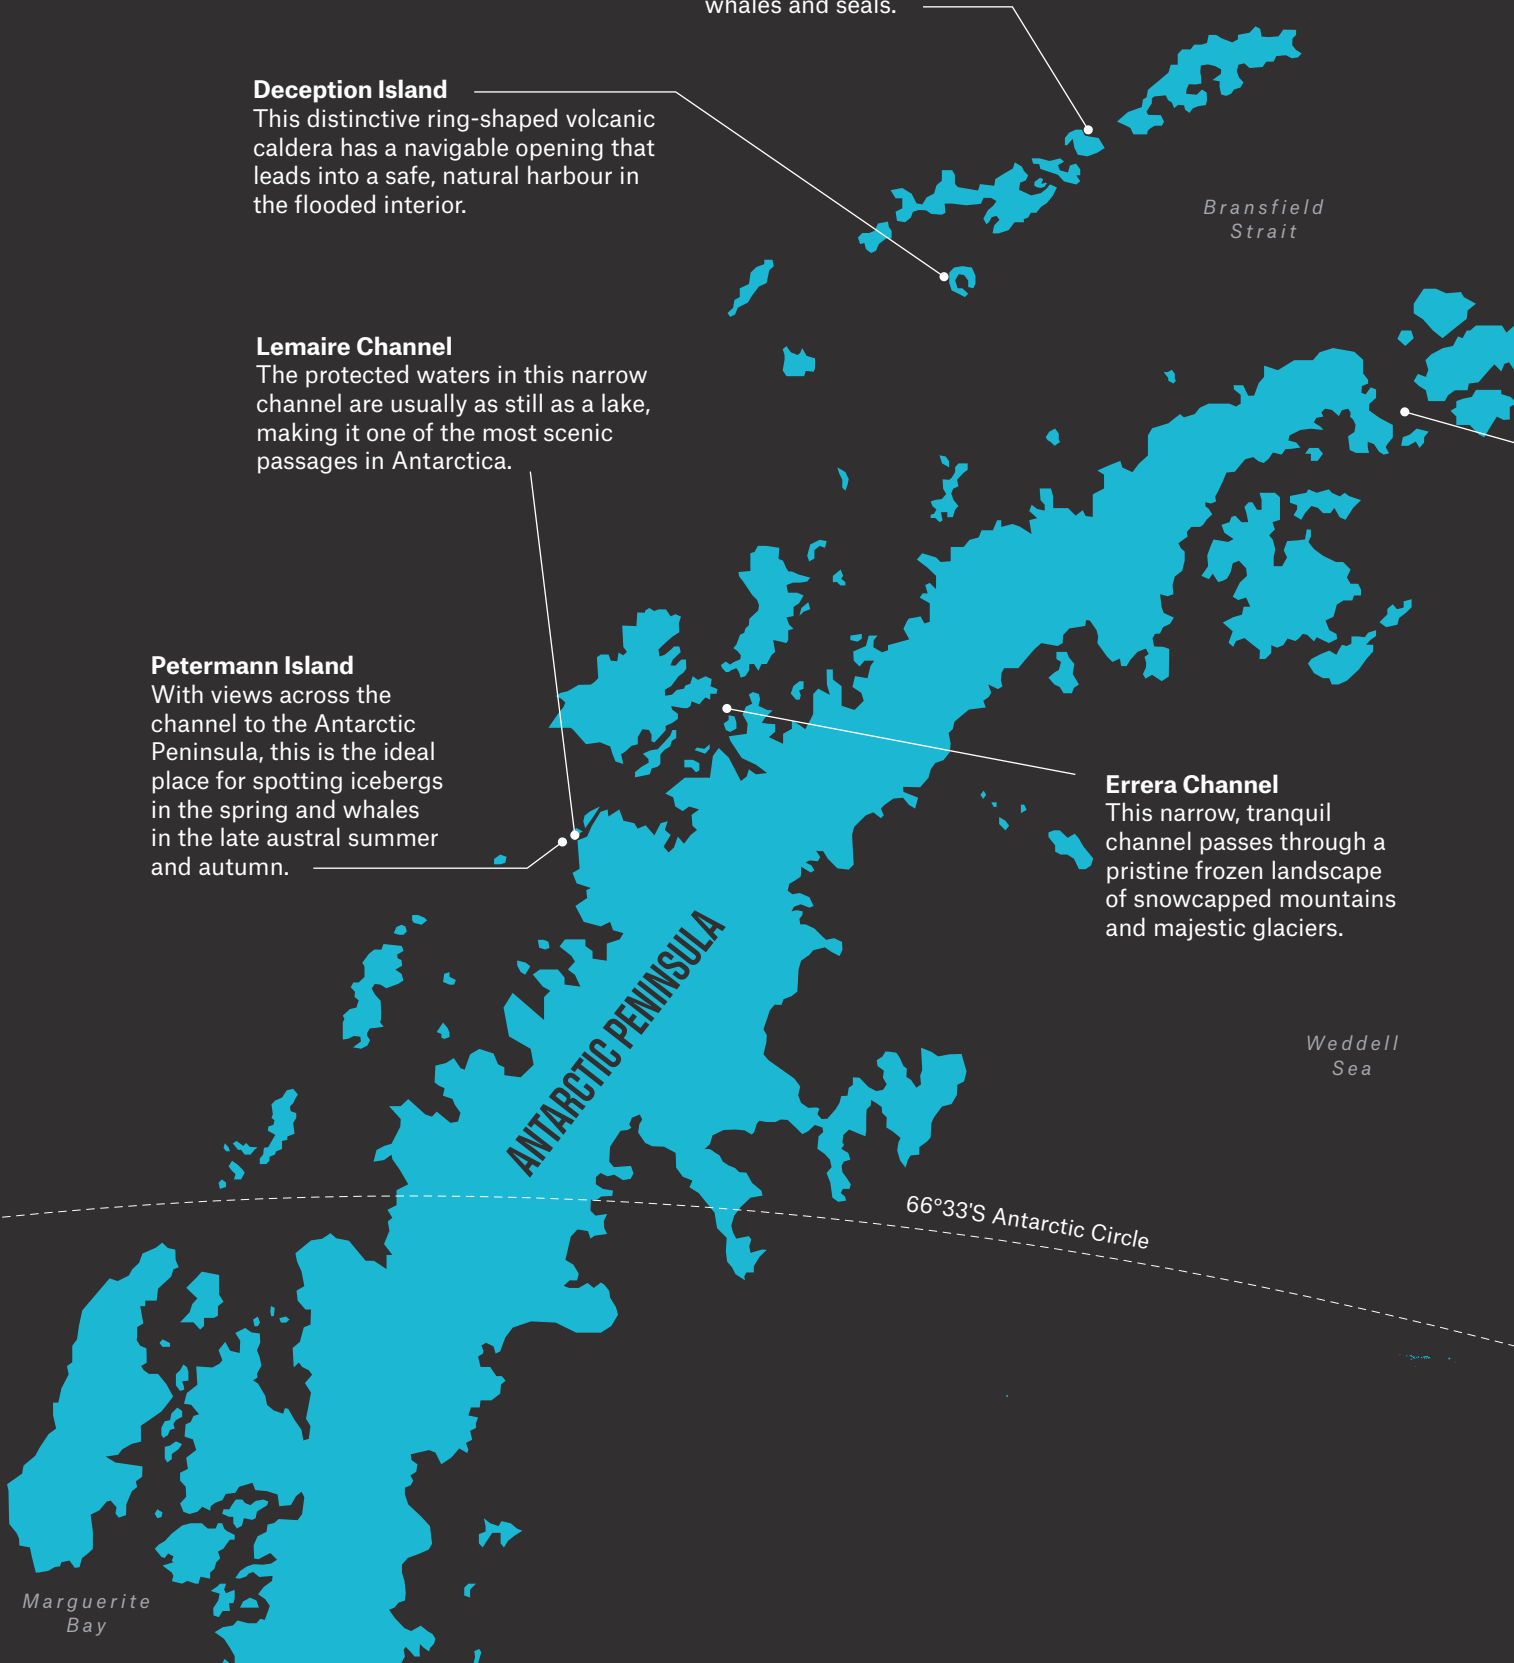 whales and seals.
Deception Island
This distinctive ring-shaped volcanic
caldera has a navigable opening that
leads into a safe, natural harbour in
the flooded interior.
Bransfield
Strait
Lemaire Channel
The protected waters in this narrow
channel are usually as still as a lake,
making it one of the most scenic
passages in Antarctica.
Petermann Island
With views across the
channel to the Antarctic
Peninsula, this is the ideal
place for spotting icebergs
in the spring and whales
in the late austral summer
and autumn.
Errera Channel
This narrow, tranquil
channel passes through a
pristine frozen landscape
of snowcapped mountains
and majestic glaciers.
ANTARCTIC PENINSULA
Weddell
Sea
66°33'S Antarctic Circle
Marguerite
Bay